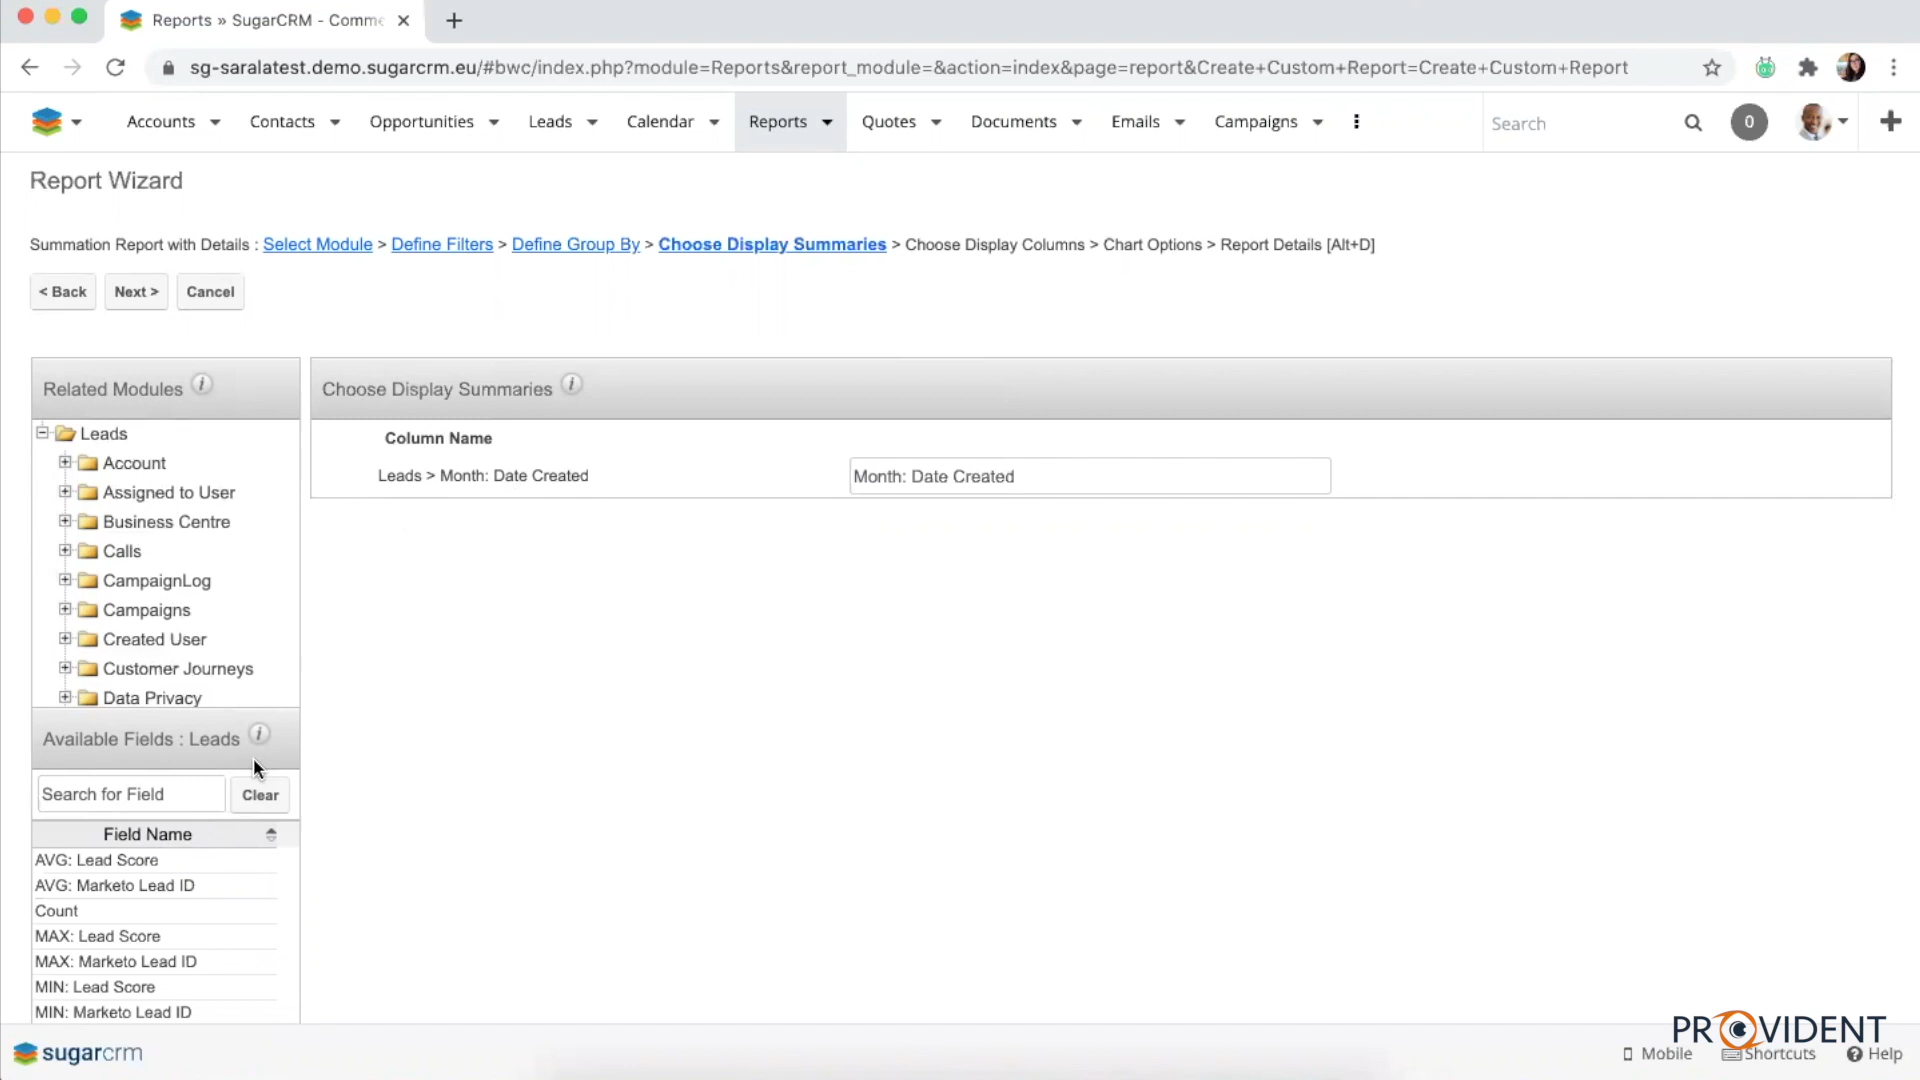 Reports » SugarCRM - Comme
sg-saralatest.demo.sugarcrm.eu/#bwc/index.php?module=Reports&report_module=&action=index&page=report&Create+Custom+Report=Create+Custom+Report
Accounts Contacts Opportunities Leads Calendar Reports Quotes Documents Emails Campaigns Search 0
Report Wizard
Summation Report with Details : Select Module > Define Filters > Define Group By > Choose Display Summaries > Choose Display Columns > Chart Options > Report Details [Alt+D]
< Back Next > Cancel
Related Modules i Choose Display Summaries i
Leads
Column Name
Account
Leads > Month: Date Created Month: Date Created
Assigned to User
Business Centre
Calls
CampaignLog
Campaigns
Created User
Customer Journeys
Data Privacy
Available Fields : Leads i
Search for Field Clear
Field Name
AVG: Lead Score
AVG: Marketo Lead ID
Count
MAX: Lead Score
MAX: Marketo Lead ID
MIN: Lead Score
MIN: Marketo Lead ID
PROVIDENT
sugarcrm Mobile Shortcuts ? Help